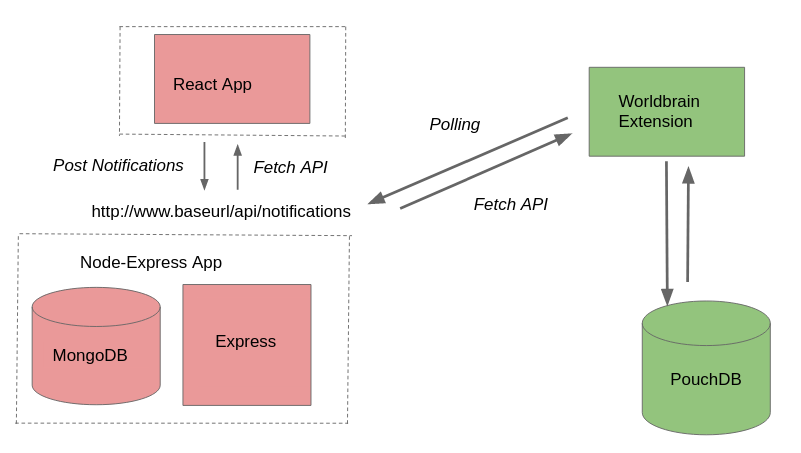 React App
Post Notifications
Fetch API
http://www.baseurl/api/notifications
Node-Express App
MongoDB
Express
Polling
Fetch API
Worldbrain
Extension
PouchDB